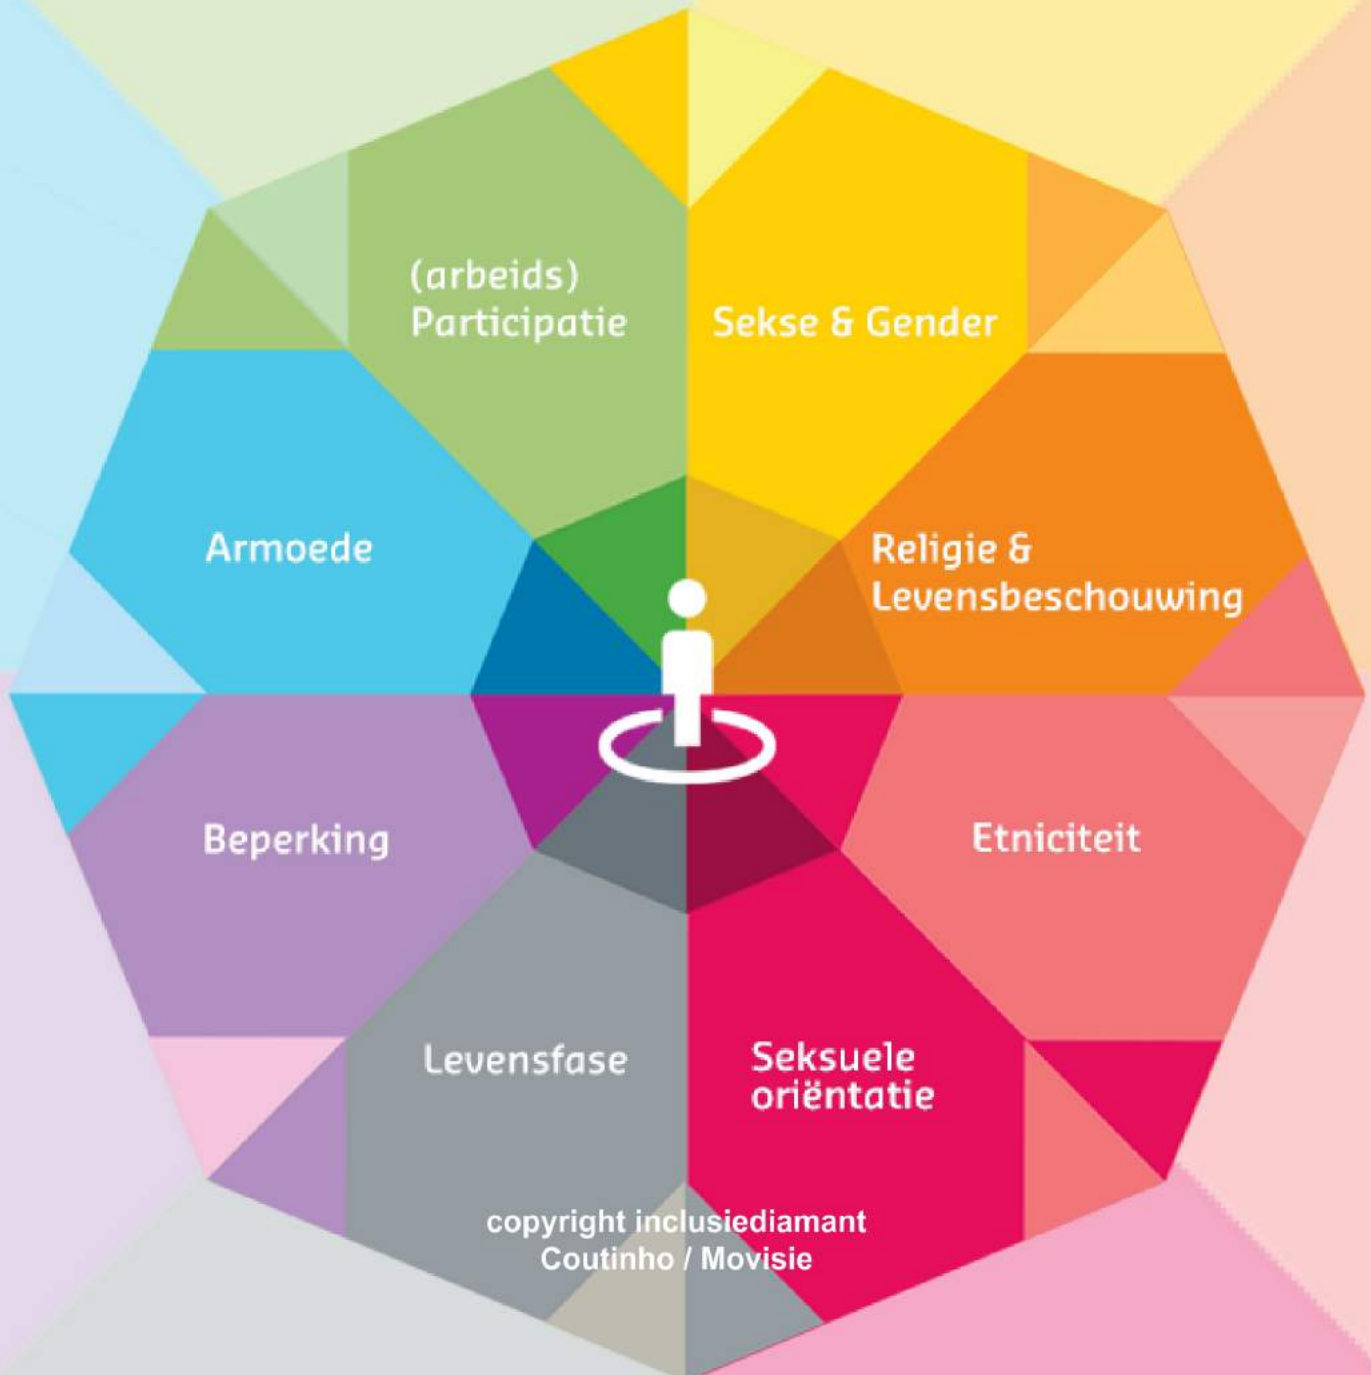 (arbeids)
Participatie
Sekse & Gender
Armoede
Religie &
Levensbeschouwing
Beperking
Etniciteit
Levensfase
Seksuele
oriëntatie
copyright inclusiediamant
Coutinho / Movisie